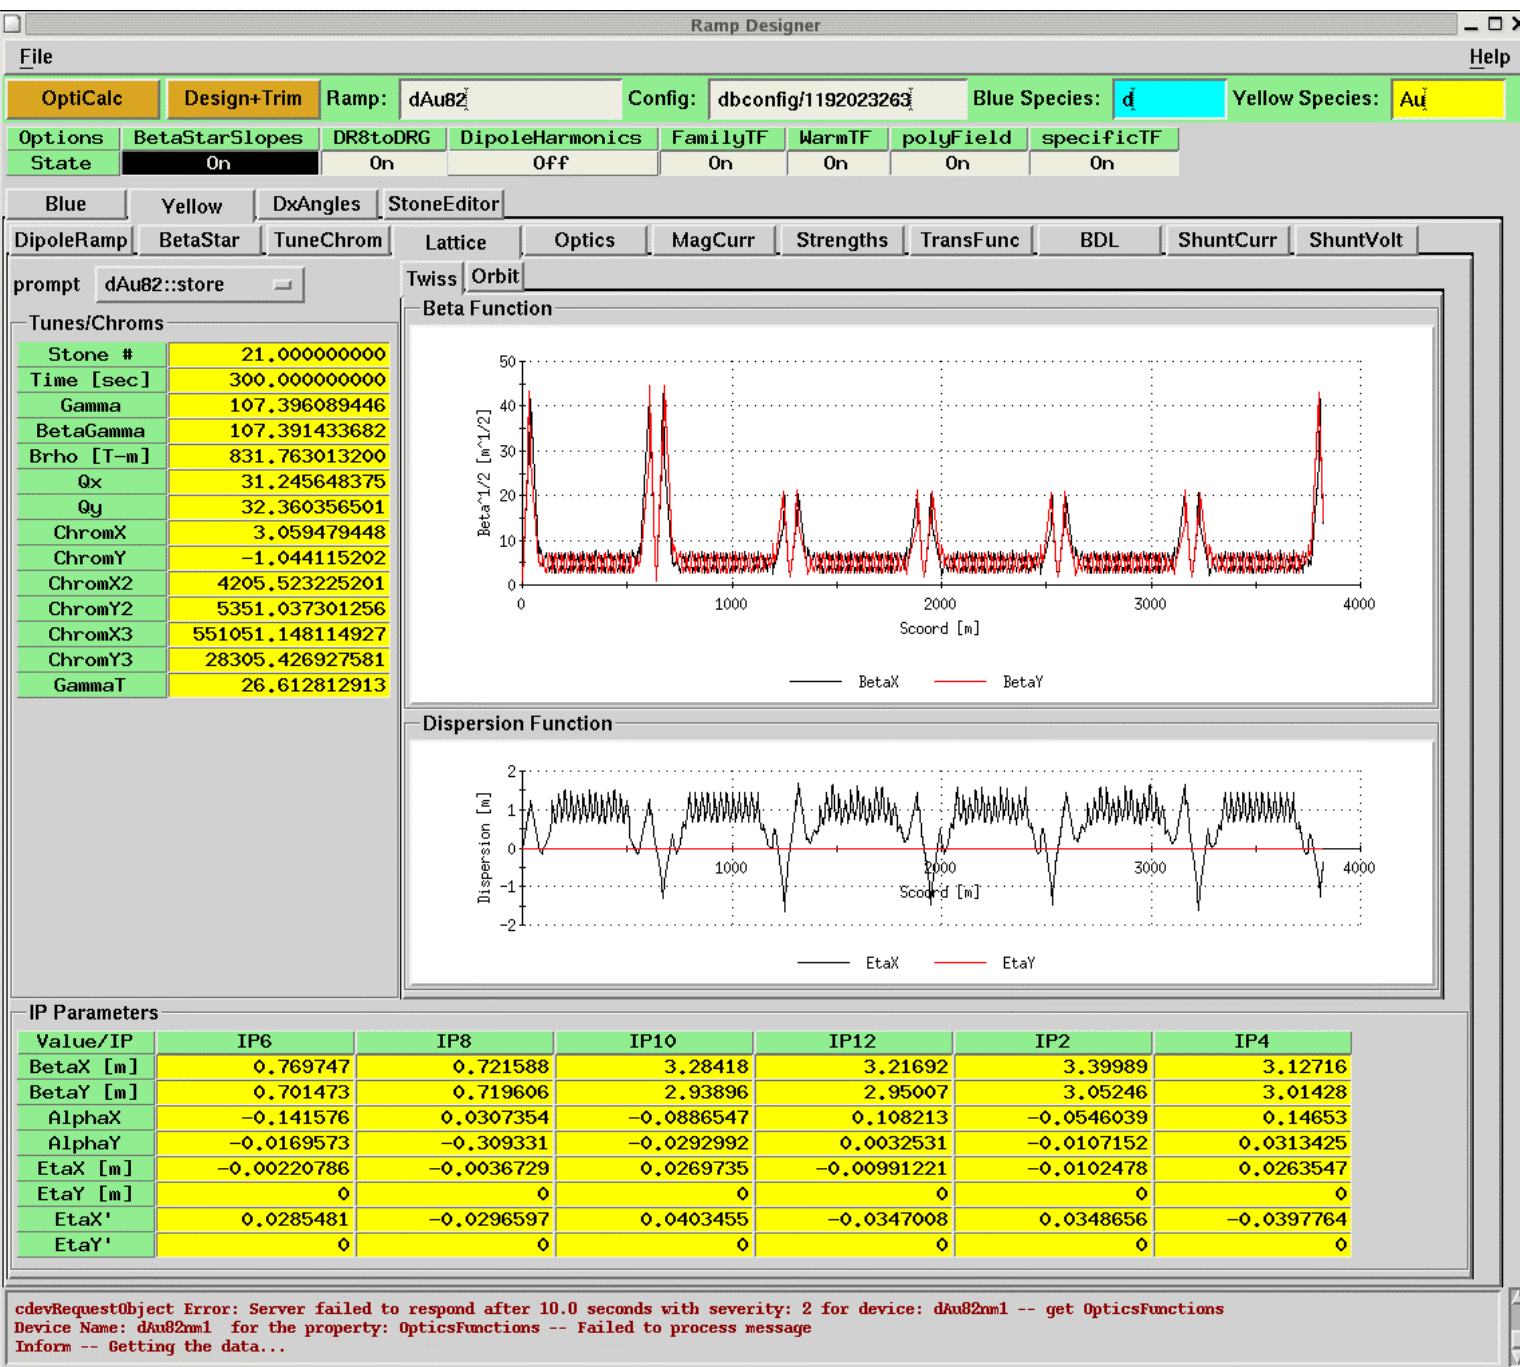 Ramp Designer
File Help
OptiCalc Design+Trim Ramp: dAu82 Config: dbconfig/1192023263 Blue Species: d Yellow Species: Au
Options BetaStarSlopes DR8toDRG DipoleHarmonics FamilyTF WarmTF polyField specificTF
State On On Off On On On On
Blue Yellow DxAngles StoneEditor
DipoleRamp BetaStar TuneChrom Lattice Optics MagCurr Strengths TransFunc BDL ShuntCurr ShuntVolt
prompt dAu82::store
Twiss Orbit
Tunes/Chroms
Stone # 21.000000000
Time [sec] 300.000000000
Gamma 107.396089446
BetaGamma 107.391433682
Brho [T-m] 831.763013200
Qx 31.245648375
Qy 32.360356501
ChromX 3.059479448
ChromY -1.044115202
ChromX2 4205.523225201
ChromY2 5351.037301256
ChromX3 551051.148114927
ChromY3 28305.426927581
GammaT 26.612812913
Beta Function
Beta^1/2 [m^1/2]
50
40
30
20
10
0
0 1000 2000 3000 4000
Scoord [m]
BetaX BetaY
Dispersion Function
Dispersion [m]
2
1
0
-1
-2
1000 2000 3000 4000
Scoord [m]
EtaX EtaY
IP Parameters
Value/IP IP6 IP8 IP10 IP12 IP2 IP4
BetaX [m] 0.769747 0.721588 3.28418 3.21692 3.39989 3.12716
BetaY [m] 0.701473 0.719606 2.93896 2.95007 3.05246 3.01428
AlphaX -0.141576 0.0307354 -0.0886547 0.108213 -0.0546039 0.14653
AlphaY -0.0169573 -0.309331 -0.0292992 0.0032531 -0.0107152 0.0313425
EtaX [m] -0.00220786 -0.0036729 0.0269735 -0.00991221 -0.0102478 0.0263547
EtaY [m] 0 0 0 0 0 0
EtaX' 0.0285481 -0.0296597 0.0403455 -0.0347008 0.0348656 -0.0397764
EtaY' 0 0 0 0 0 0
cdevRequestObject Error: Server failed to respond after 10.0 seconds with severity: 2 for device: dAu82nm1 -- get OpticsFunctions
Device Name: dAu82nm1 for the property: OpticsFunctions -- Failed to process message
Inform -- Getting the data...